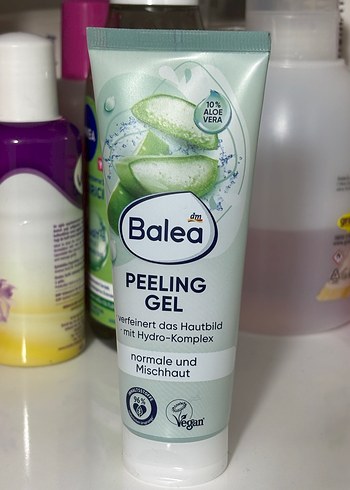 10%
ALOE
VERA
dm
Balea
PEELING
GEL
verfeinert das Hautbild
mit Hydro-Komplex
normale und
Mischhaut
96%
Vegan